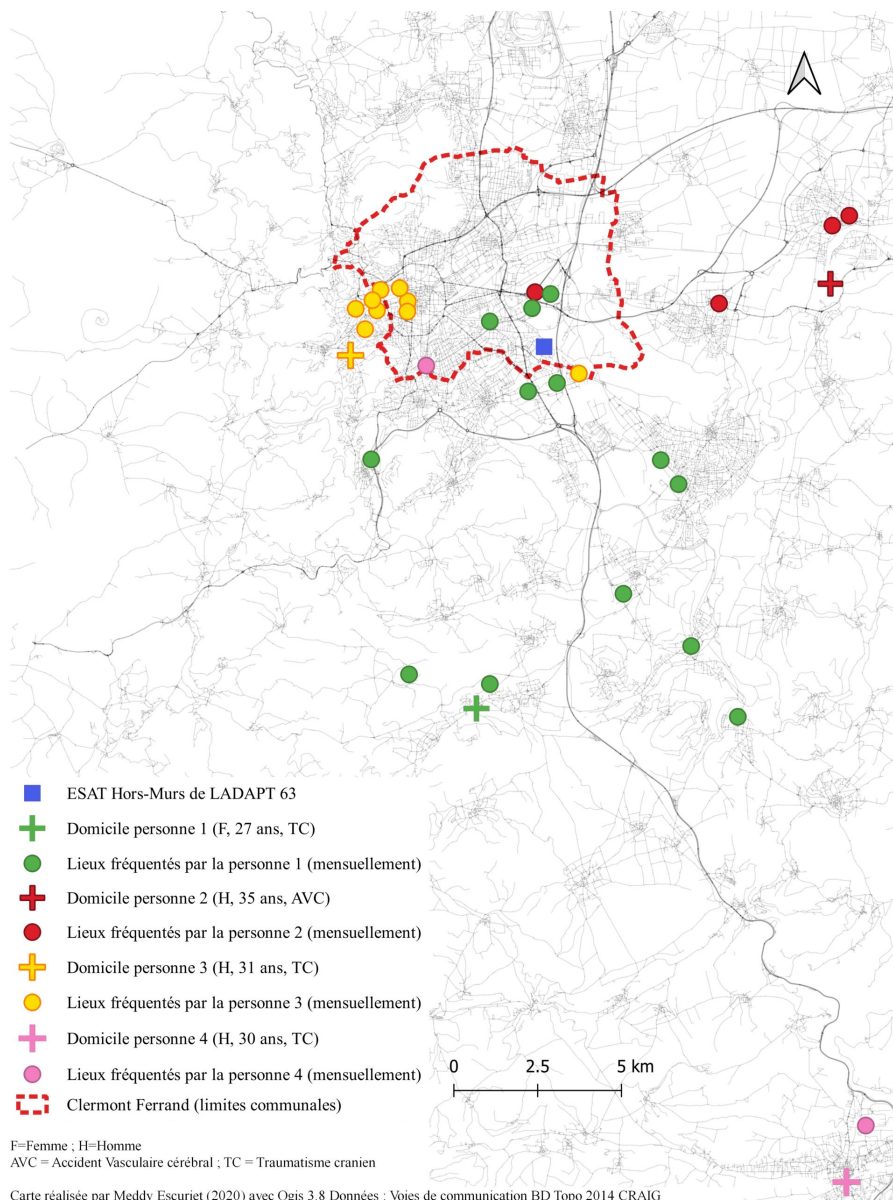 ESAT Hors-Murs de LADAPT 63
Domicile personne 1 (F, 27 ans, TC)
Lieux fréquentés par la personne 1 (mensuellement)
Domicile personne 2 (H, 35 ans, AVC)
Lieux fréquentés par la personne 2 (mensuellement)
Domicile personne 3 (H, 31 ans, TC)
Lieux fréquentés par la personne 3 (mensuellement)
Domicile personne 4 (H, 30 ans, TC)
Lieux fréquentés par la personne 4 (mensuellement)
Clermont Ferrand (limites communales)
0 2.5 5 km
F=Femme ; H=Homme
AVC = Accident Vasculaire cérébral ; TC = Traumatisme cranien
Carte réalisée par Meddy Escuriet (2020) avec Qgis 3.8 Données : Voies de communication BD Topo 2014 CRAIG